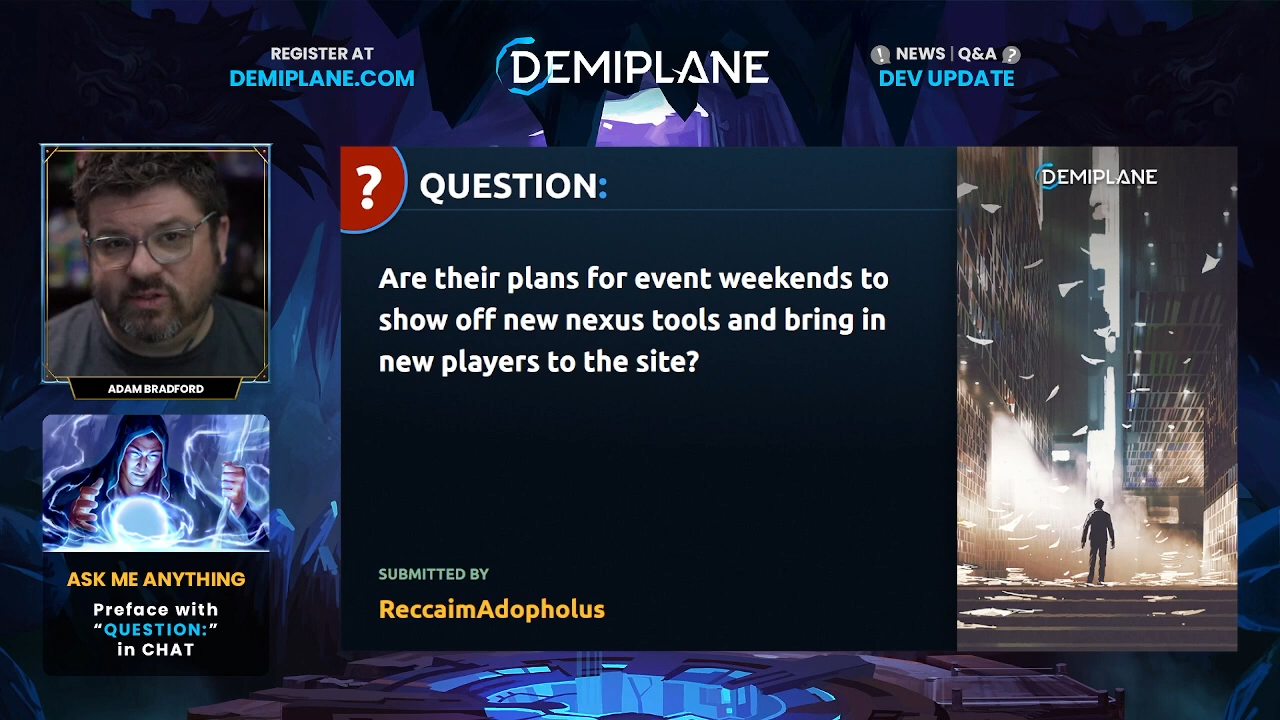 REGISTER AT
DEMIPLANE.COM
DEMIPLANE
! NEWS | Q&A ?
DEV UPDATE
ADAM BRADFORD
ASK ME ANYTHING
Preface with
“QUESTION:”
in CHAT
? QUESTION:
Are their plans for event weekends to
show off new nexus tools and bring in
new players to the site?
SUBMITTED BY
ReccaimAdopholus
DEMIPLANE